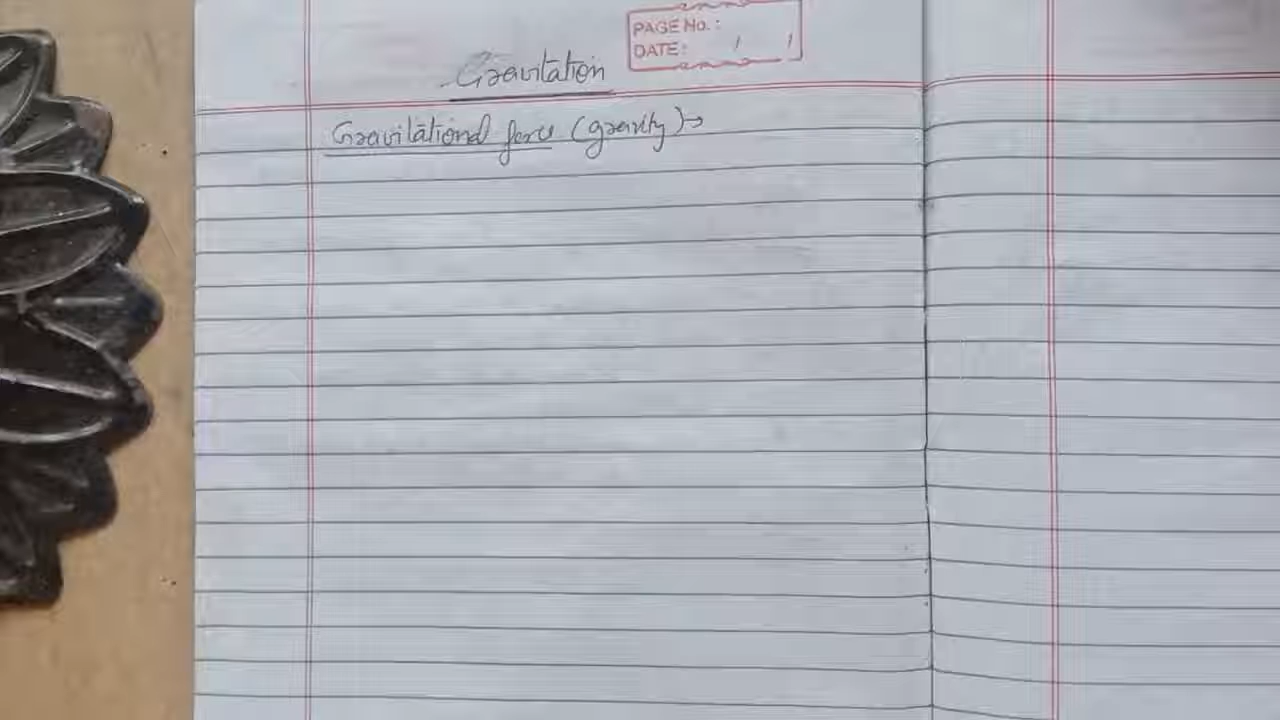 PAGE No.:
DATE: / /
Gravitation
Gravitational force (gravity)→